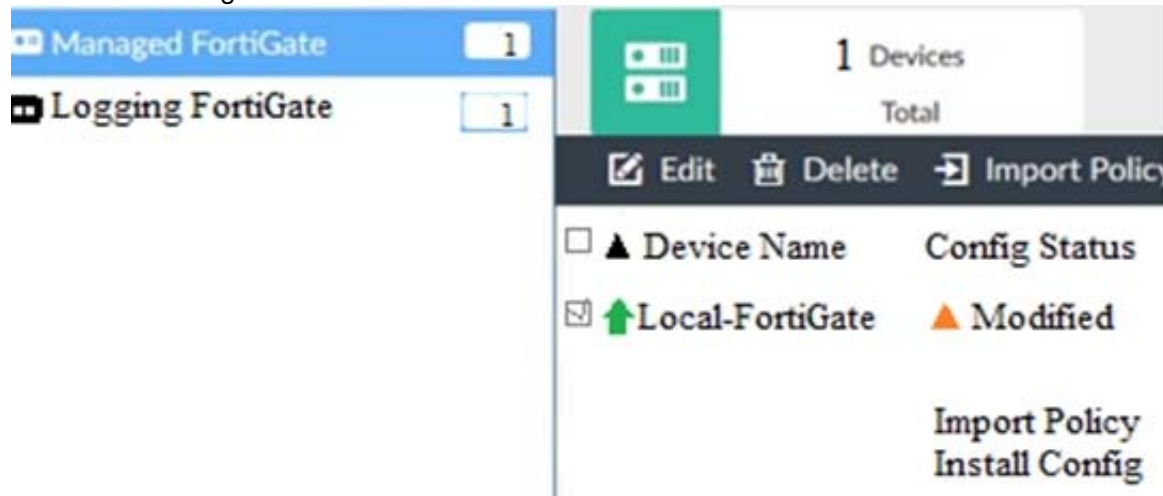 Managed FortiGate 1
Logging FortiGate 1
1 Devices
Total
Edit Delete Import Policy
Device Name Config Status
Local-FortiGate Modified
Import Policy
Install Config